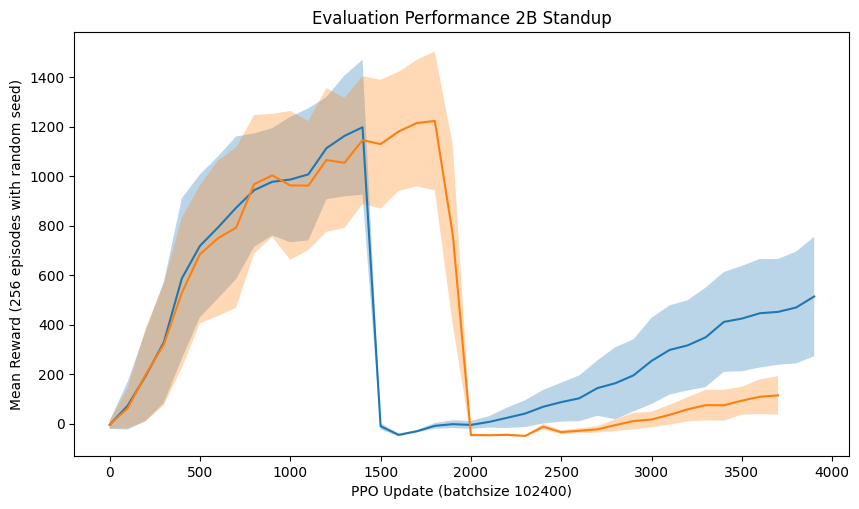 Evaluation Performance 2B Standup
Mean Reward (256 episodes with random seed)
1400
1200
1000
800
600
400
200
0
0 500 1000 1500 2000 2500 3000 3500 4000
PPO Update (batchsize 102400)